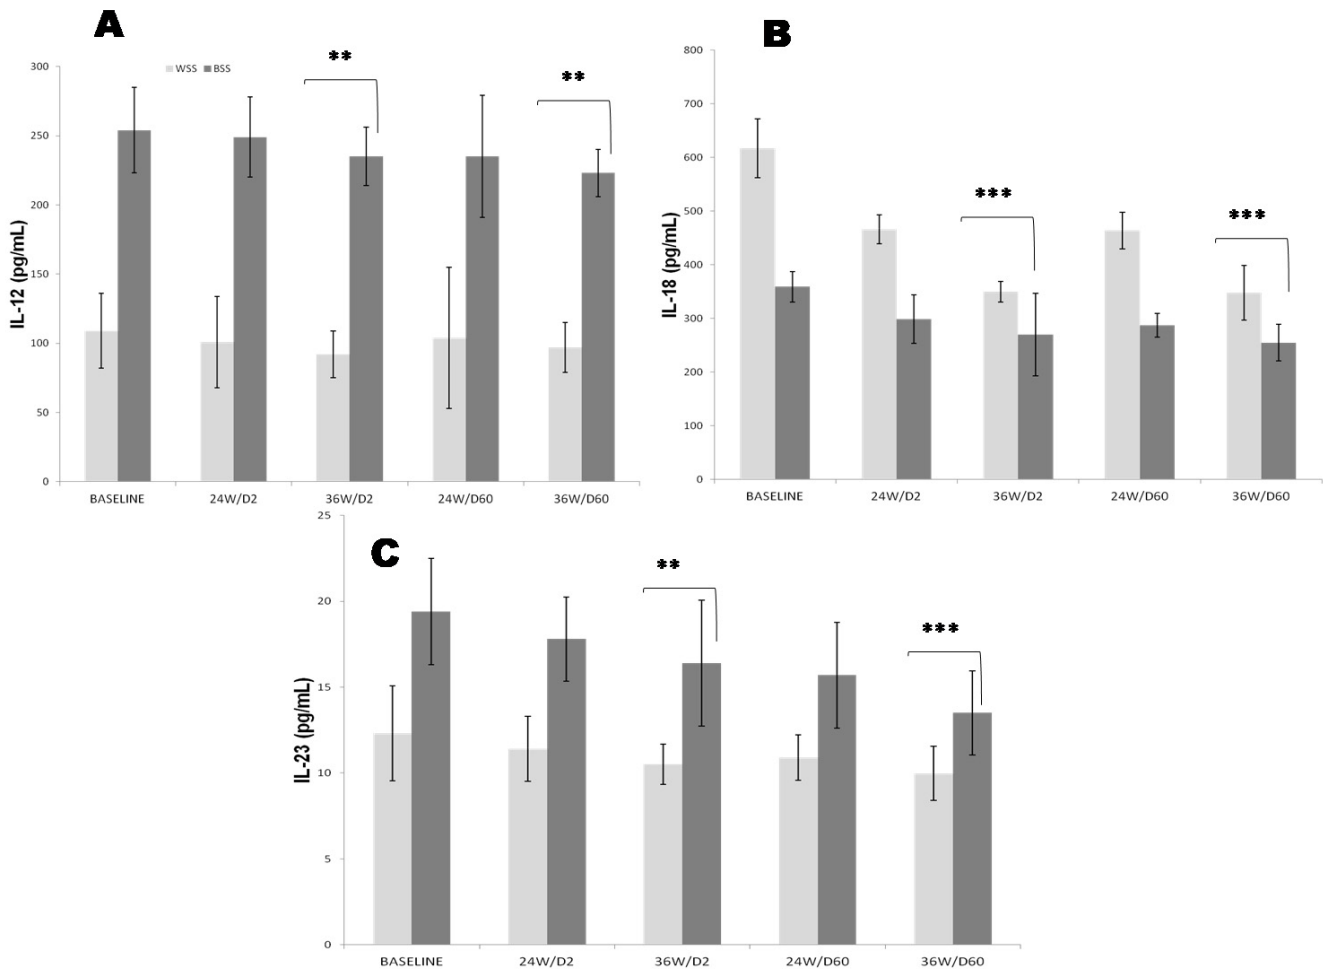 A
300
250
200
150
100
50
0
IL-12 (pg/mL)
WSS BSS
**
**
BASELINE 24W/D2 36W/D2 24W/D60 36W/D60
B
800
700
600
500
400
300
200
100
0
IL-18 (pg/mL)
***
***
BASELINE 24W/D2 36W/D2 24W/D60 36W/D60
C
25
20
15
10
5
0
IL-23 (pg/mL)
**
***
BASELINE 24W/D2 36W/D2 24W/D60 36W/D60